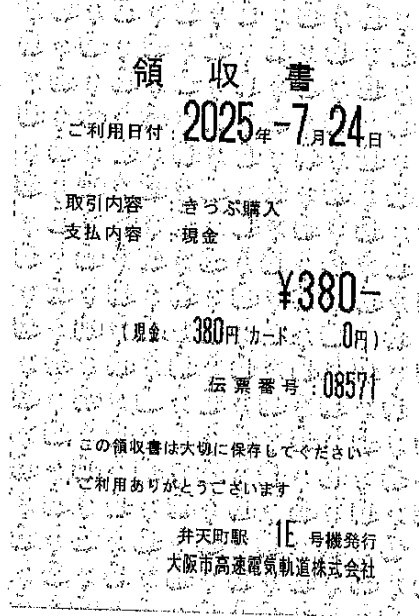 領収書
ご利用日付：2025年-7月24日
取引内容：きっぷ購入
支払内容：現金
¥380-
(現金 380円 カード 0円)
伝票番号：08571
この領収書は大切に保存してください
ご利用ありがとうございます
弁天町駅 1E 号機発行
大阪市高速電気軌道株式会社